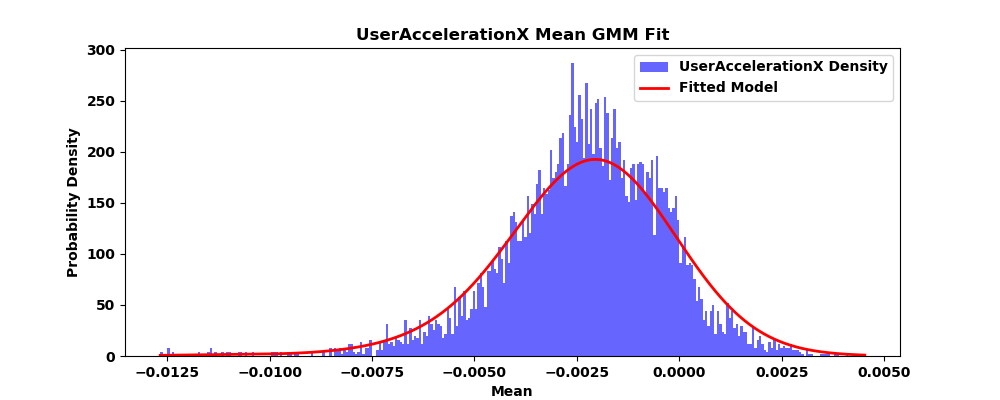 UserAccelerationX Mean GMM Fit
UserAccelerationX Density
Fitted Model
Probability Density
300
250
200
150
100
50
0
−0.0125 −0.0100 −0.0075 −0.0050 −0.0025 0.0000 0.0025 0.0050
Mean